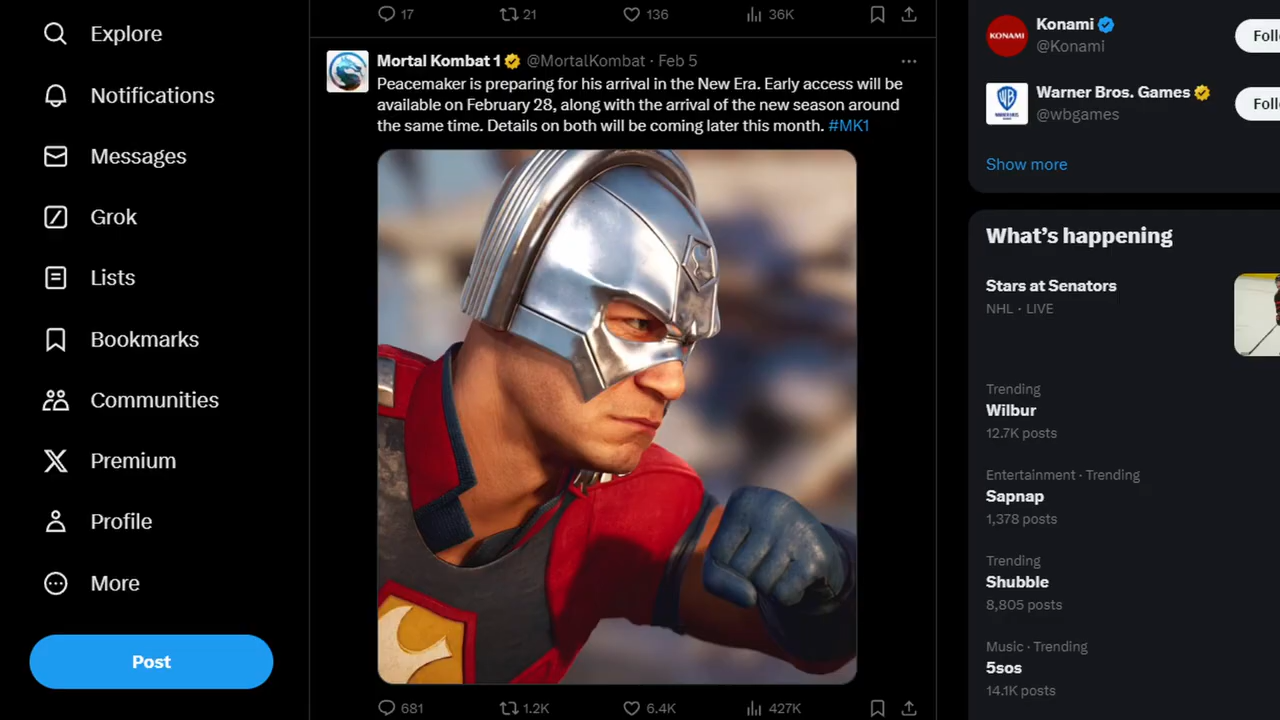 Explore
Notifications
Messages
Grok
Lists
Bookmarks
Communities
Premium
Profile
More
Post
17 21 136 36K
Mortal Kombat 1 @MortalKombat · Feb 5
Peacemaker is preparing for his arrival in the New Era. Early access will be
available on February 28, along with the arrival of the new season around
the same time. Details on both will be coming later this month. #MK1
681 1.2K 6.4K 427K
KONAMI
Konami
@Konami
Foll
Warner Bros. Games
@wbgames
Foll
Show more
What’s happening
Stars at Senators
NHL · LIVE
Trending
Wilbur
12.7K posts
Entertainment · Trending
Sapnap
1,378 posts
Trending
Shubble
8,805 posts
Music · Trending
5sos
14.1K posts